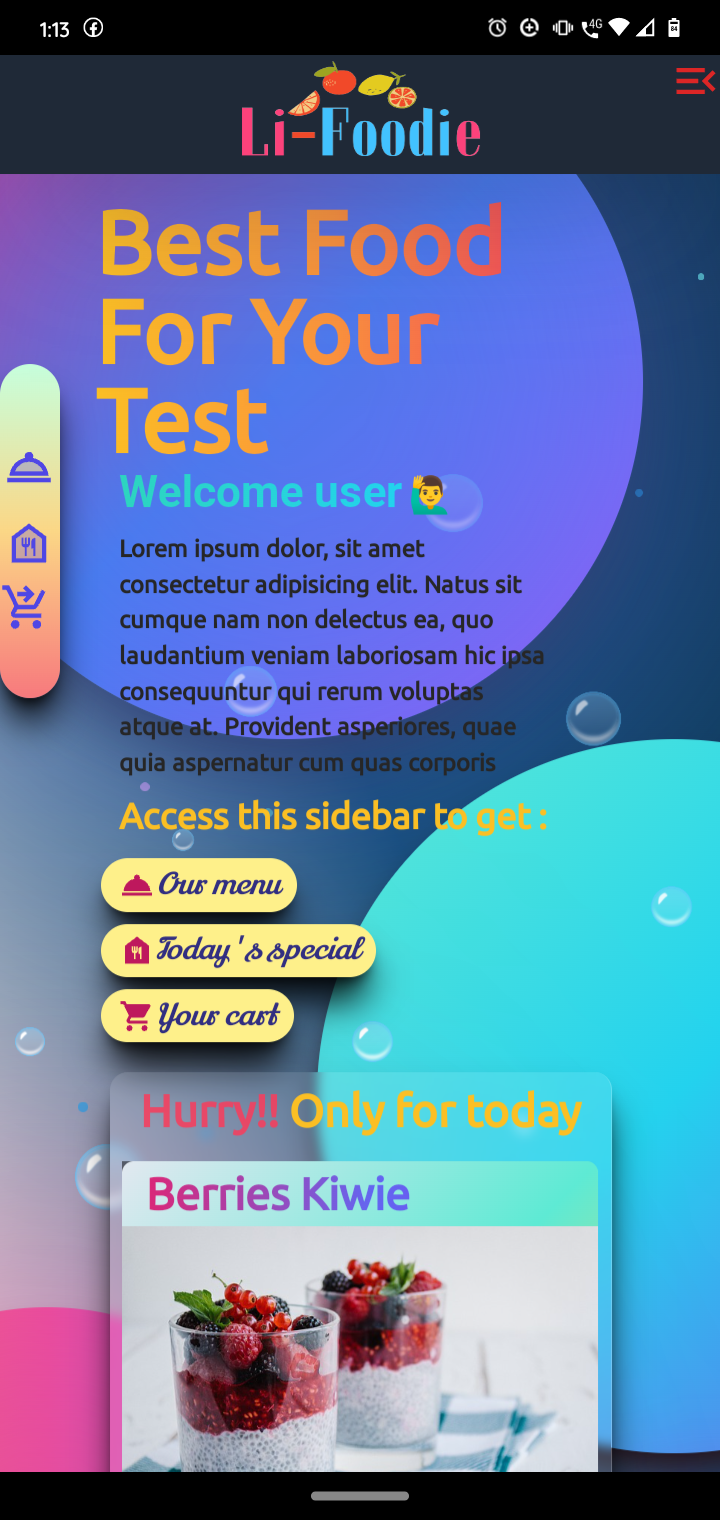 1:13
4G
84
Li-Foodie
Best Food
For Your
Test
Welcome user 🙋‍♂️
Lorem ipsum dolor, sit amet
consectetur adipisicing elit. Natus sit
cumque nam non delectus ea, quo
laudantium veniam laboriosam hic ipsa
consequuntur qui rerum voluptas
atque at. Provident asperiores, quae
quia aspernatur cum quas corporis
Access this sidebar to get :
Our menu
Today's special
Your cart
Hurry!! Only for today
Berries Kiwie